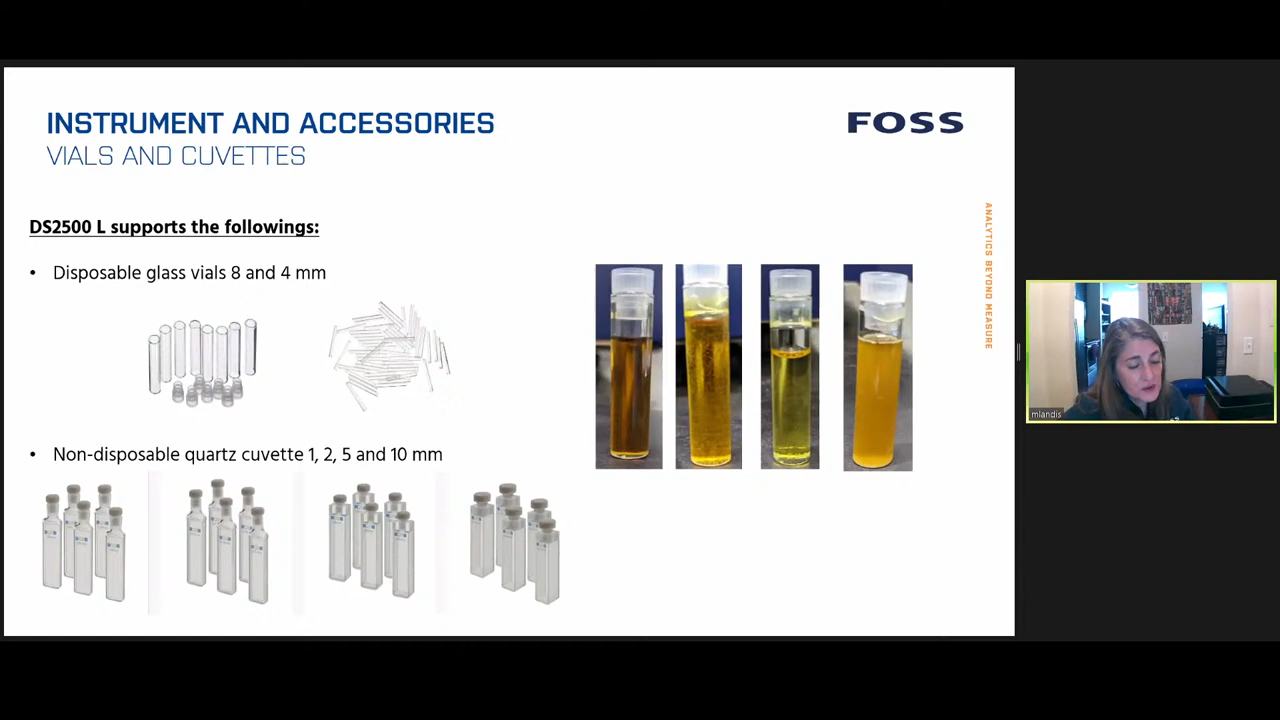 INSTRUMENT AND ACCESSORIES
VIALS AND CUVETTES
FOSS
ANALYTICS BEYOND MEASURE
DS2500 L supports the followings:
• Disposable glass vials 8 and 4 mm
• Non-disposable quartz cuvette 1, 2, 5 and 10 mm
mlandis